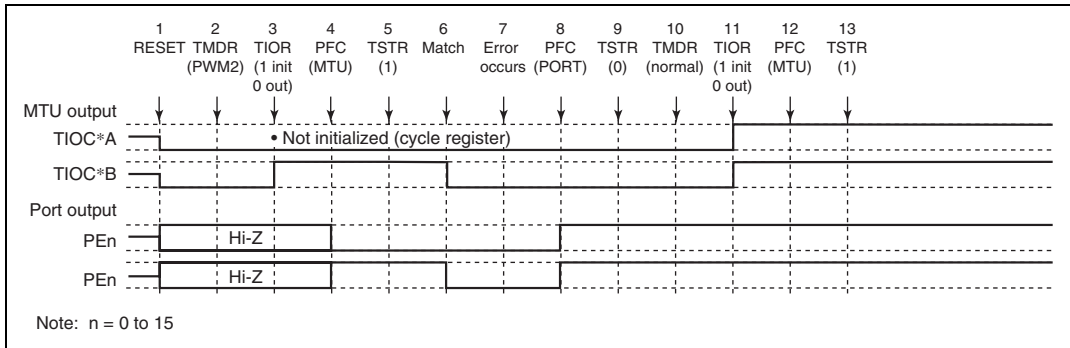 1 2 3 4 5 6 7 8 9 10 11 12 13
RESET TMDR TIOR PFC TSTR Match Error PFC TSTR TMDR TIOR PFC TSTR
(PWM2) (1 init (MTU) (1) occurs (PORT) (0) (normal) (1 init (MTU) (1)
0 out) 0 out)
MTU output
TIOC*A • Not initialized (cycle register)
TIOC*B
Port output
PEn Hi-Z
PEn Hi-Z
Note: n = 0 to 15